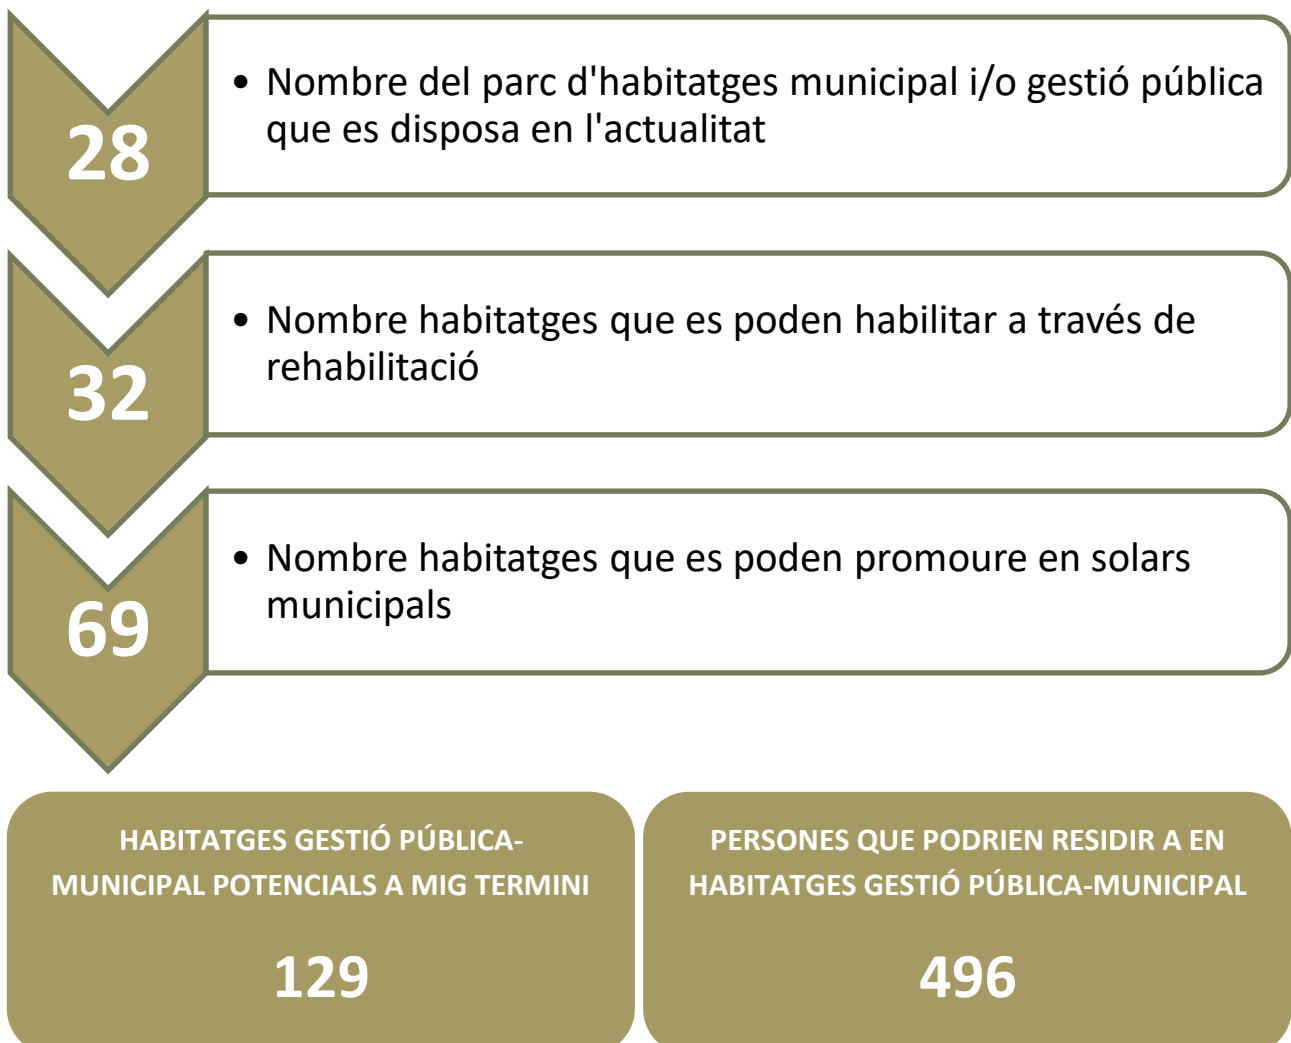 28
• Nombre del parc d'habitatges municipal i/o gestió pública
que es disposa en l'actualitat
32
• Nombre habitatges que es poden habilitar a través de
rehabilitació
69
• Nombre habitatges que es poden promoure en solars
municipals
HABITATGES GESTIÓ PÚBLICA-
MUNICIPAL POTENCIALS A MIG TERMINI
129
PERSONES QUE PODRIEN RESIDIR A EN
HABITATGES GESTIÓ PÚBLICA-MUNICIPAL
496